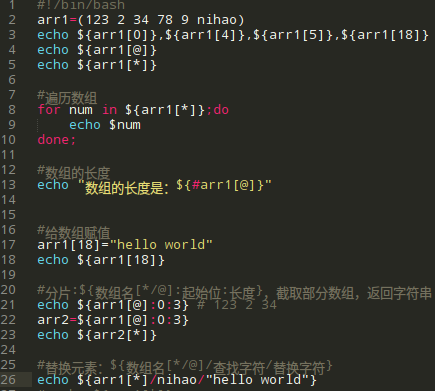 1 #!/bin/bash
2 arr1=(123 2 34 78 9 nihao)
3 echo ${arr1[0]},${arr1[4]},${arr1[5]},${arr1[18]}
4 echo ${arr1[@]}
5 echo ${arr1[*]}
6
7 #遍历数组
8 for num in ${arr1[*]};do
9     echo $num
10 done;
11
12 #数组的长度
13 echo "数组的长度是：${#arr1[@]}"
14
15
16 #给数组赋值
17 arr1[18]="hello world"
18 echo ${arr1[18]}
19
20 #分片:${数组名[*/@]:起始位:长度}，截取部分数组，返回字符串
21 echo ${arr1[@]:0:3} # 123 2 34
22 arr2=${arr1[@]:0:3}
23 echo ${arr2[*]}
24
25 #替换元素：${数组名[*/@]/查找字符/替换字符}
26 echo ${arr1[*]/nihao/"hello world"}